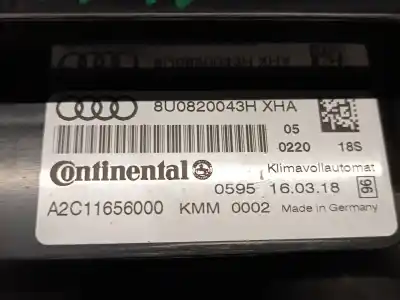 8U0820043H XHA
05
0220 18S
Continental
Klimavollautomat
0595 16.03.18 96
A2C11656000 KMM 0002 Made in Germany